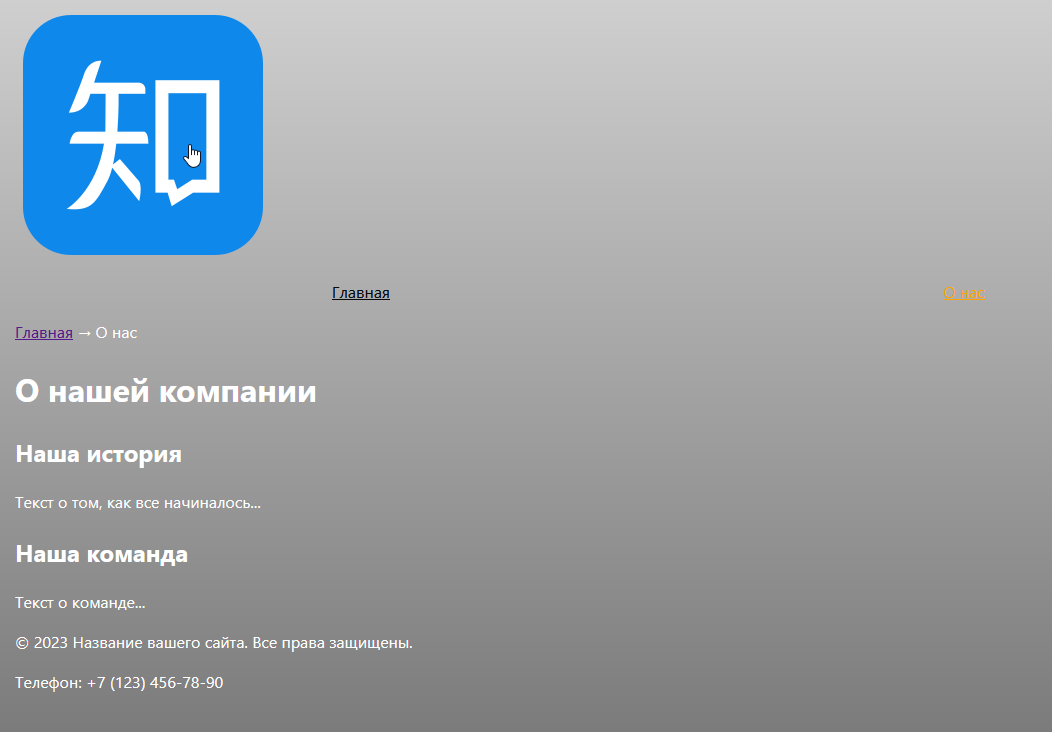 知
Главная О нас
Главная → О нас
О нашей компании
Наша история
Текст о том, как все начиналось...
Наша команда
Текст о команде...
© 2023 Название вашего сайта. Все права защищены.
Телефон: +7 (123) 456-78-90